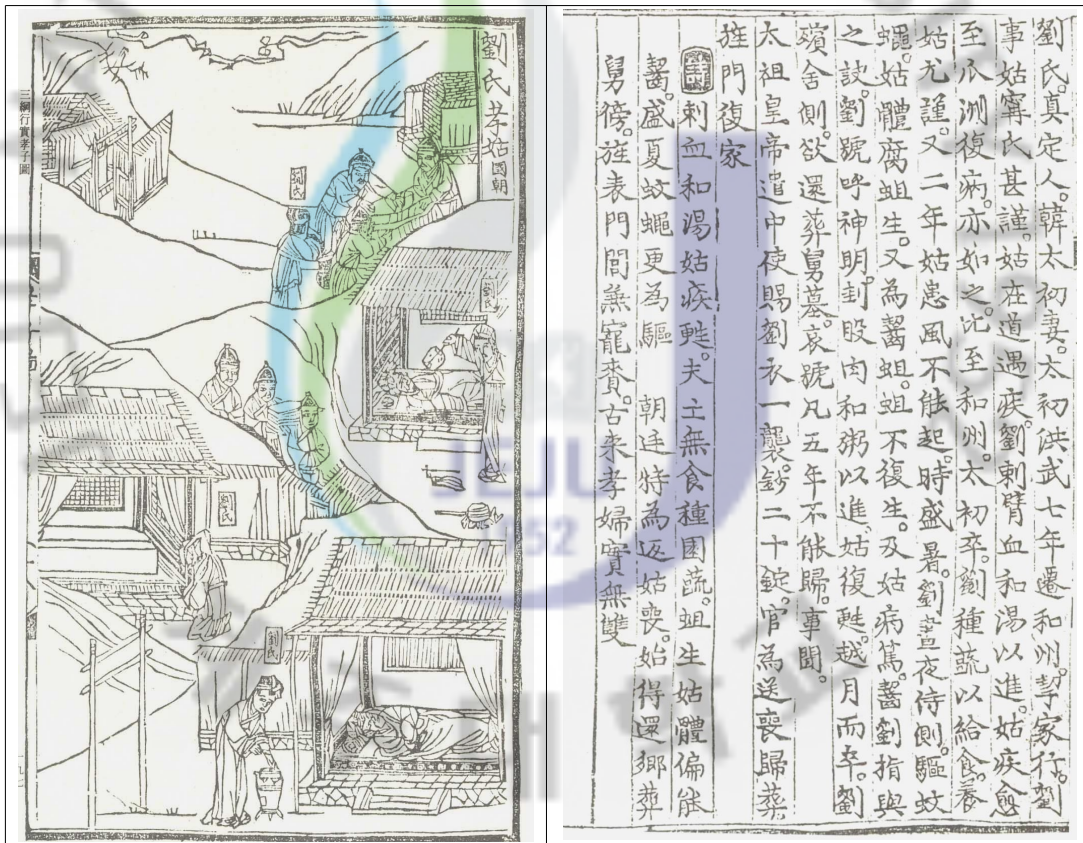 劉氏孝姑 國朝
三綱行實孝子圖
劉氏
劉氏
劉氏
劉氏
劉氏。真定人。韓太初妻。太初洪武七年遷和州。挈家行。劉
事姑寗氏甚謹。姑在道遇疾。劉刺臂血和湯以進。姑疾愈
至瓜洲復病。亦如之。比至和州。太初卒。劉種蔬以給食。養
姑尤謹。又二年姑患風不能起。時盛暑。劉晝夜侍側。驅蚊
蠅。姑體腐蛆生。又為齧蛆。蛆不復生。及姑病篤。齧劉指與
之訣。劉號呼神明。刲股肉和粥以進。姑復甦。越月而卒。劉
殯舍側。欲還葬舅墓。哀號凡五年不能歸。事聞。
太祖皇帝遣中使賜劉衣一襲。鈔二十錠。官為送喪歸葬。
旌門復家
詩 刺血和湯姑疾甦。夫亡無食種園蔬。蛆生姑體偏能
齧。盛夏蚊蠅更為驅 朝廷特為返姑喪。始得還鄉葬
舅傍。旌表門閭兼寵賚。古來孝婦實無雙
JEJU
1952